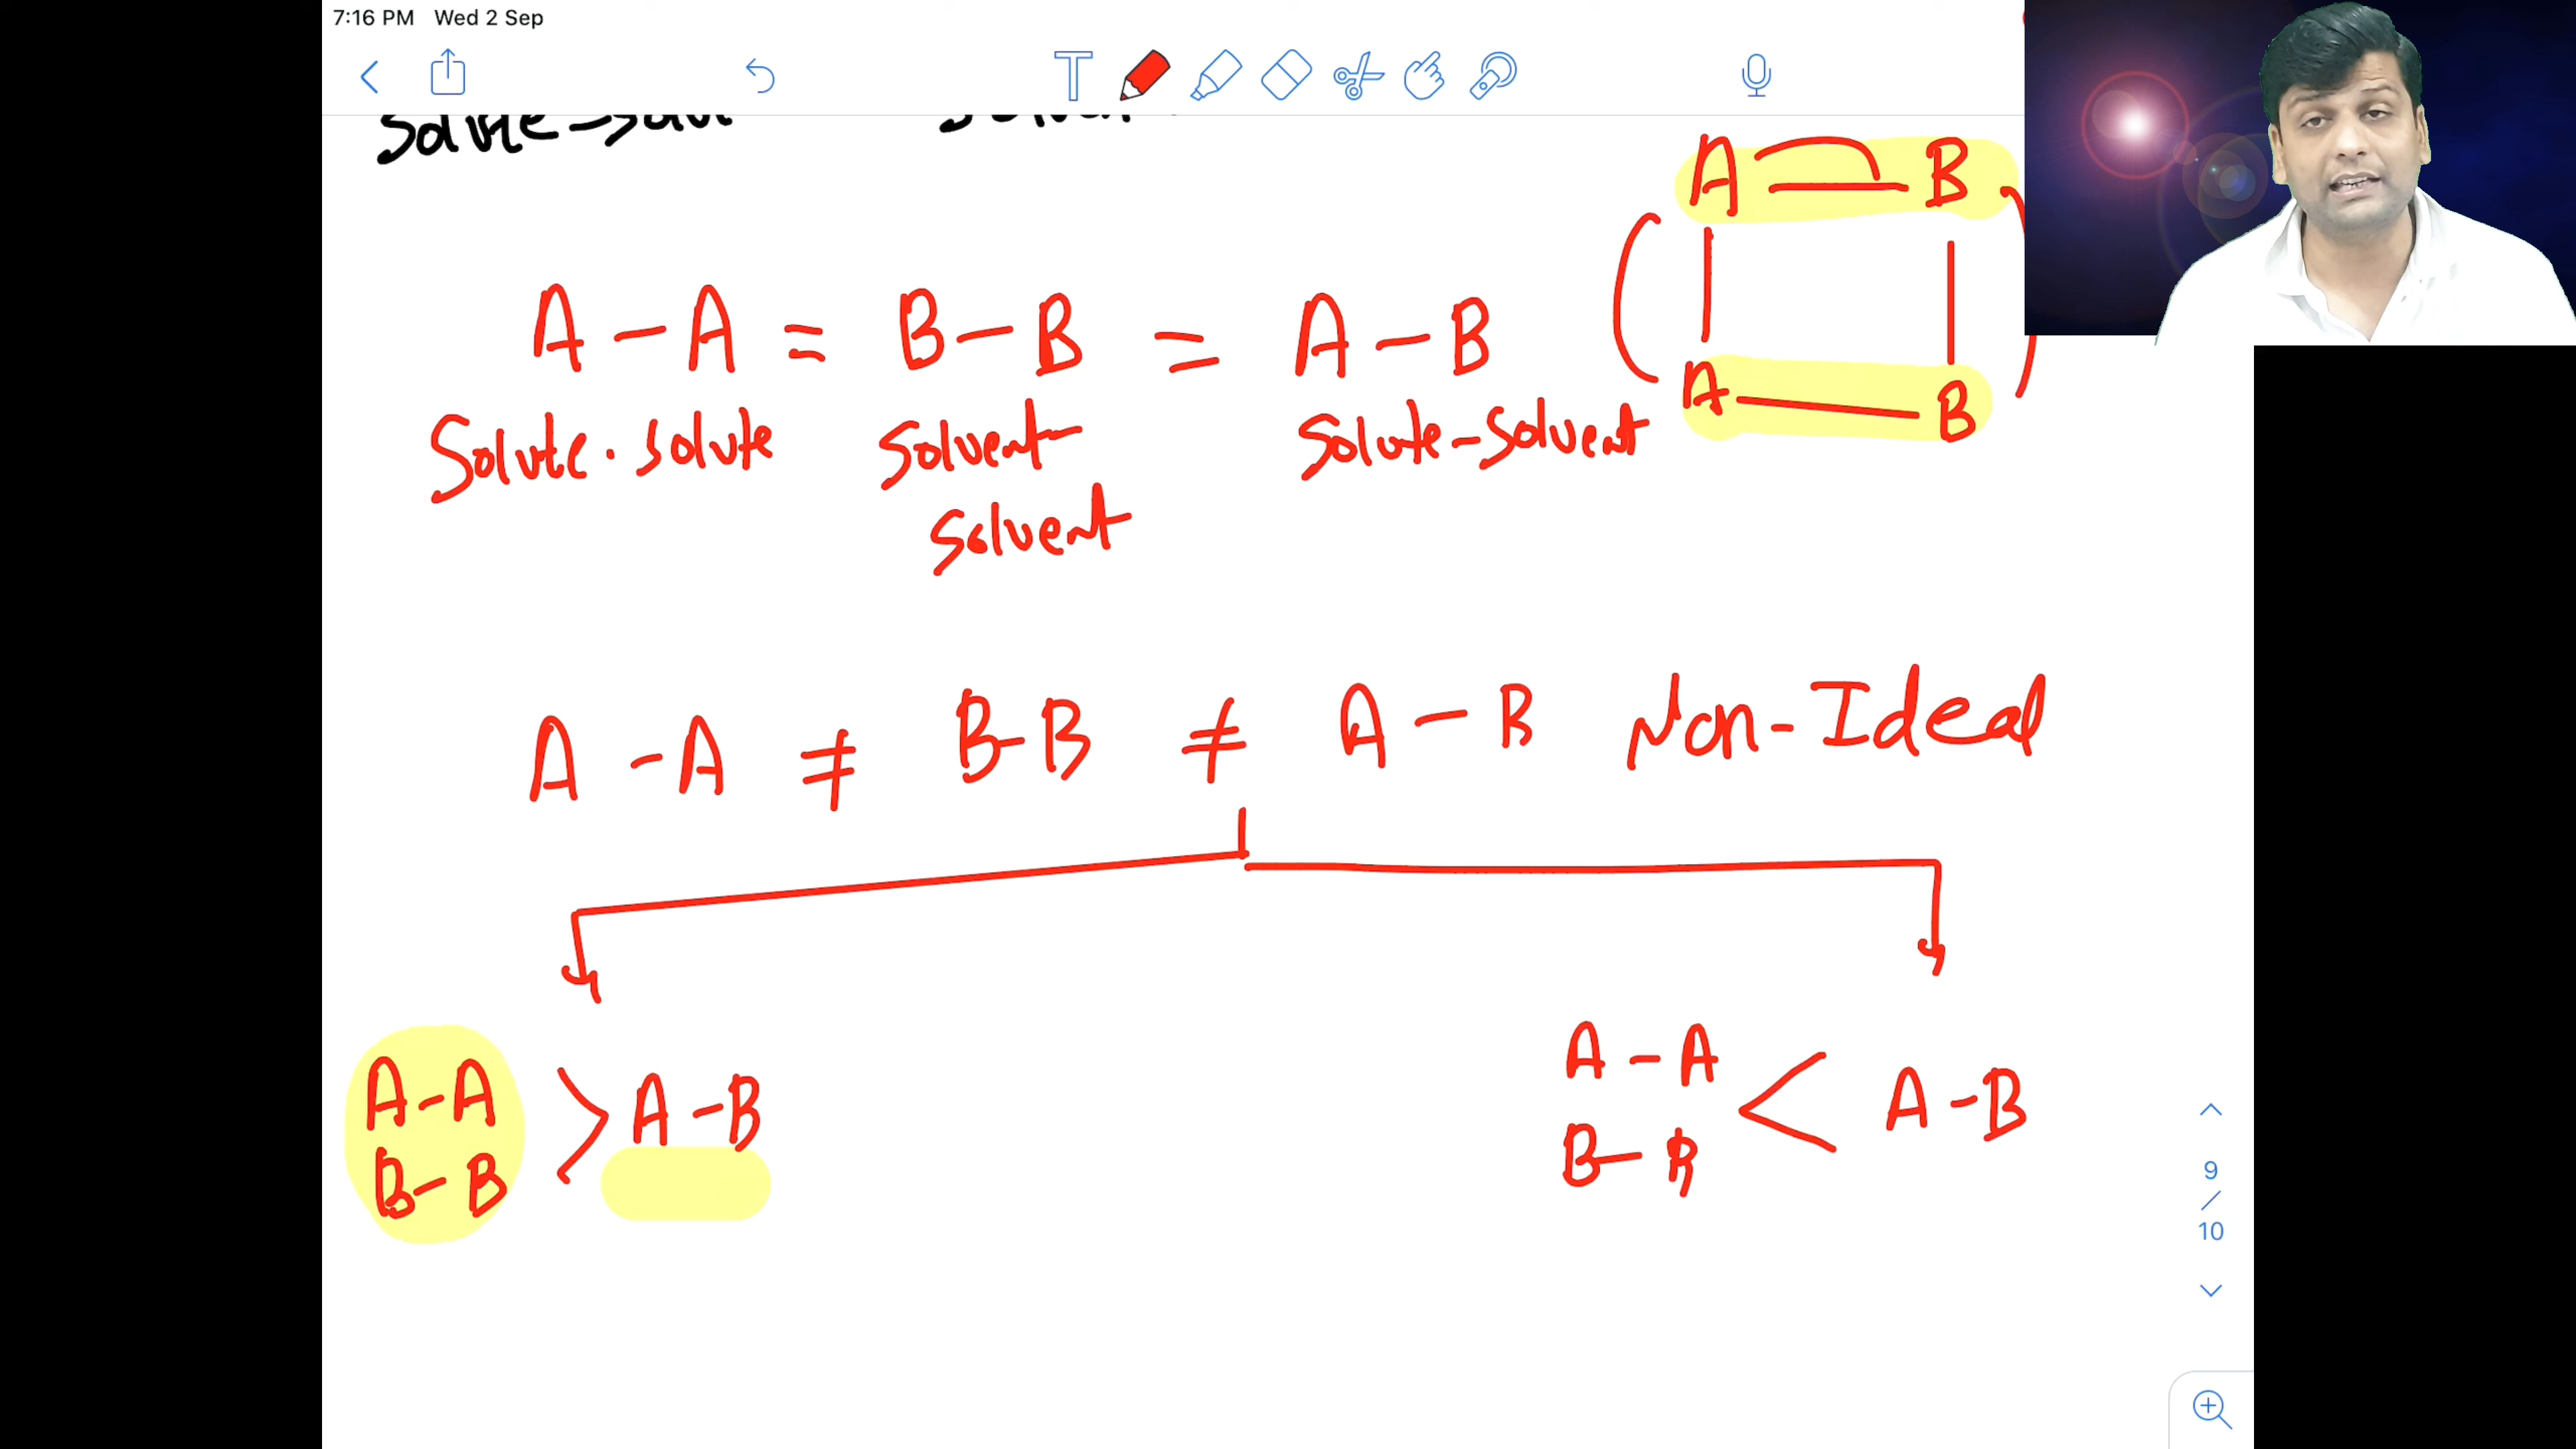 7:16 PM Wed 2 Sep
T
A B
A - A = B - B = A - B
A B
Solute . solute Solvent- Solute-Solvent
Solvent
A - A ≠ B-B ≠ A - B Non-Ideal
A-A A - A
> A - B < A - B
B-B B- B
9
/
10